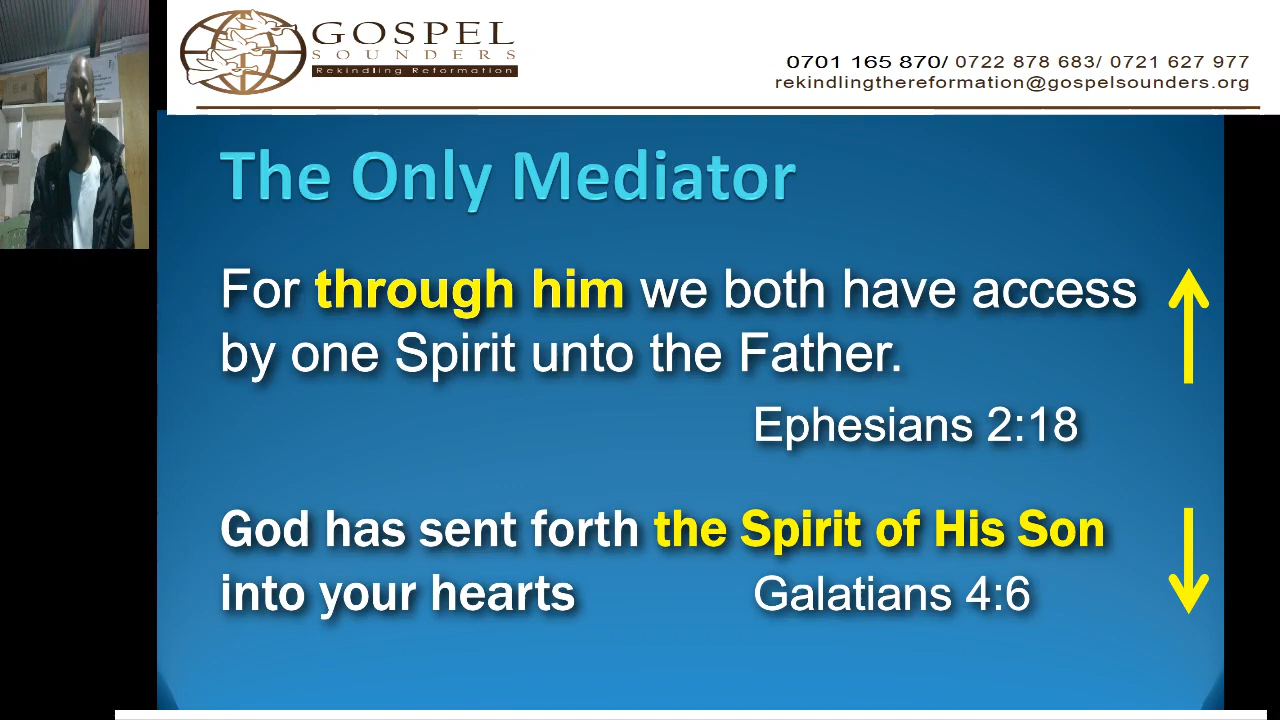 GOSPEL
SOUNDERS
Rekindling Reformation
0701 165 870/ 0722 878 683/ 0721 627 977
rekindlingthereformation@gospelsounders.org
The Only Mediator
For through him we both have access
by one Spirit unto the Father.
Ephesians 2:18
God has sent forth the Spirit of His Son
into your hearts
Galatians 4:6